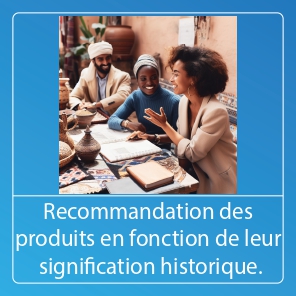 Recommandation des
produits en fonction de leur
signification historique.